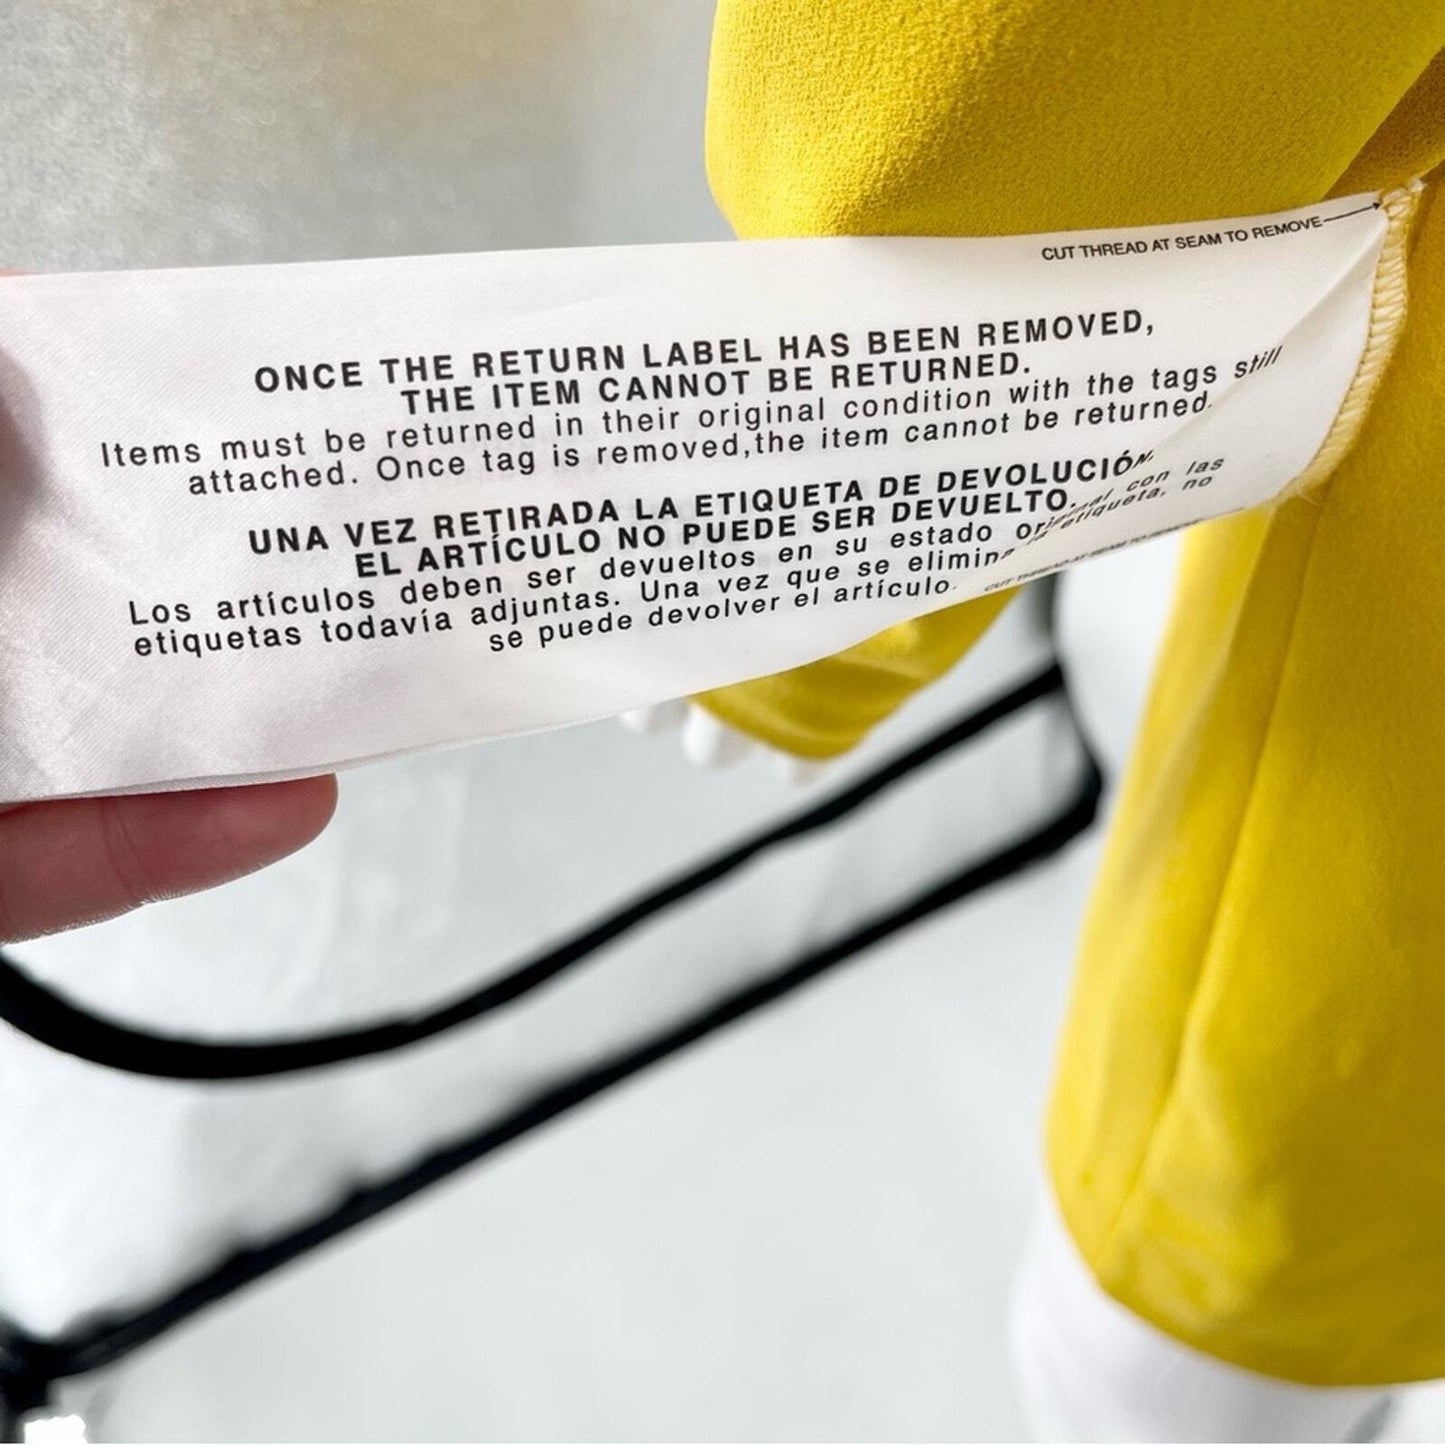 CUT THREAD AT SEAM TO REMOVE
ONCE THE RETURN LABEL HAS BEEN REMOVED,
THE ITEM CANNOT BE RETURNED.
Items must be returned in their original condition with the tags still
attached. Once tag is removed,the item cannot be returned.
UNA VEZ RETIRADA LA ETIQUETA DE DEVOLUCIÓN,
EL ARTÍCULO NO PUEDE SER DEVUELTO.
Los artículos deben ser devueltos en su estado original con las
etiquetas todavía adjuntas. Una vez que se elimina etiqueta, no
se puede devolver el artículo.